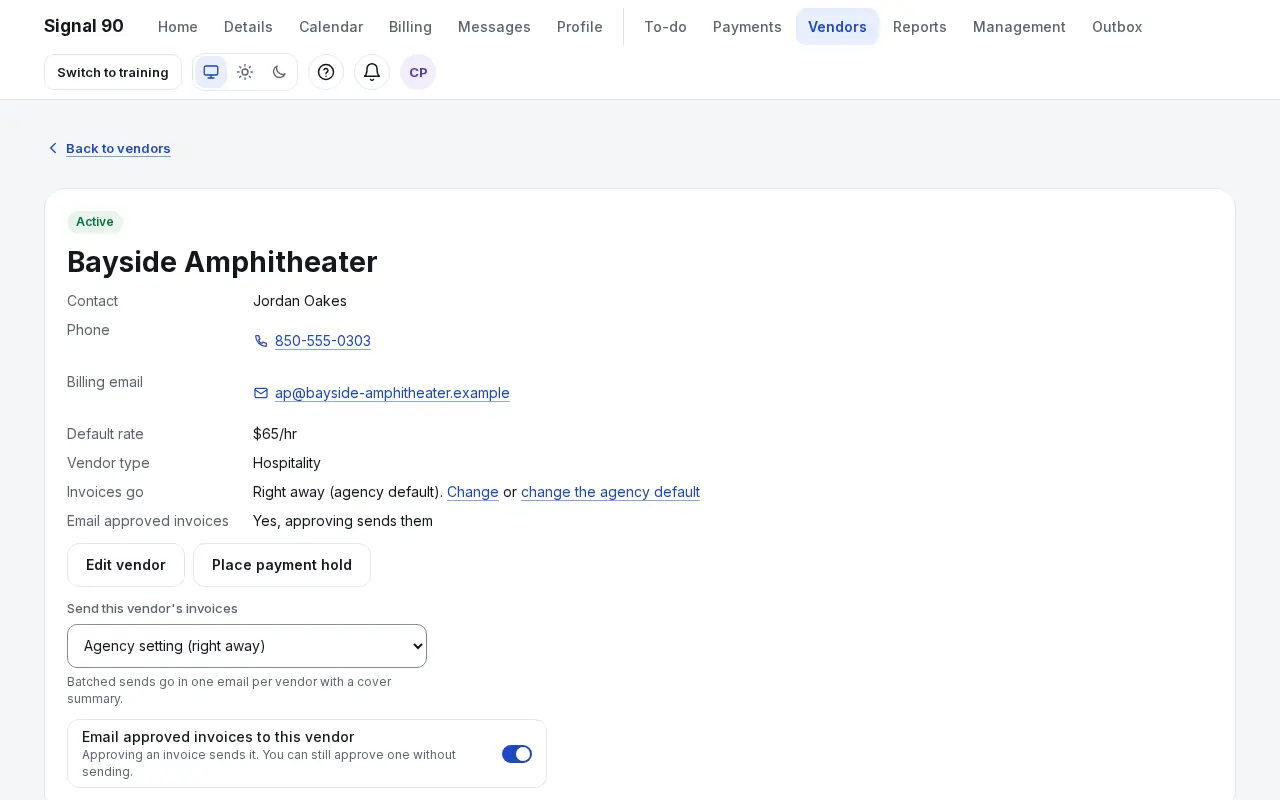 Signal 90
Home
Details
Calendar
Billing
Messages
Profile
To-do
Payments
Vendors
Reports
Management
Outbox
Switch to training
CP
Back to vendors
Active
Bayside Amphitheater
Contact
Jordan Oakes
Phone
850-555-0303
Billing email
ap@bayside-amphitheater.example
Default rate
$65/hr
Vendor type
Hospitality
Invoices go
Right away (agency default). Change or change the agency default
Email approved invoices
Yes, approving sends them
Edit vendor
Place payment hold
Send this vendor's invoices
Agency setting (right away)
Batched sends go in one email per vendor with a cover
summary.
Email approved invoices to this vendor
Approving an invoice sends it. You can still approve one without
sending.